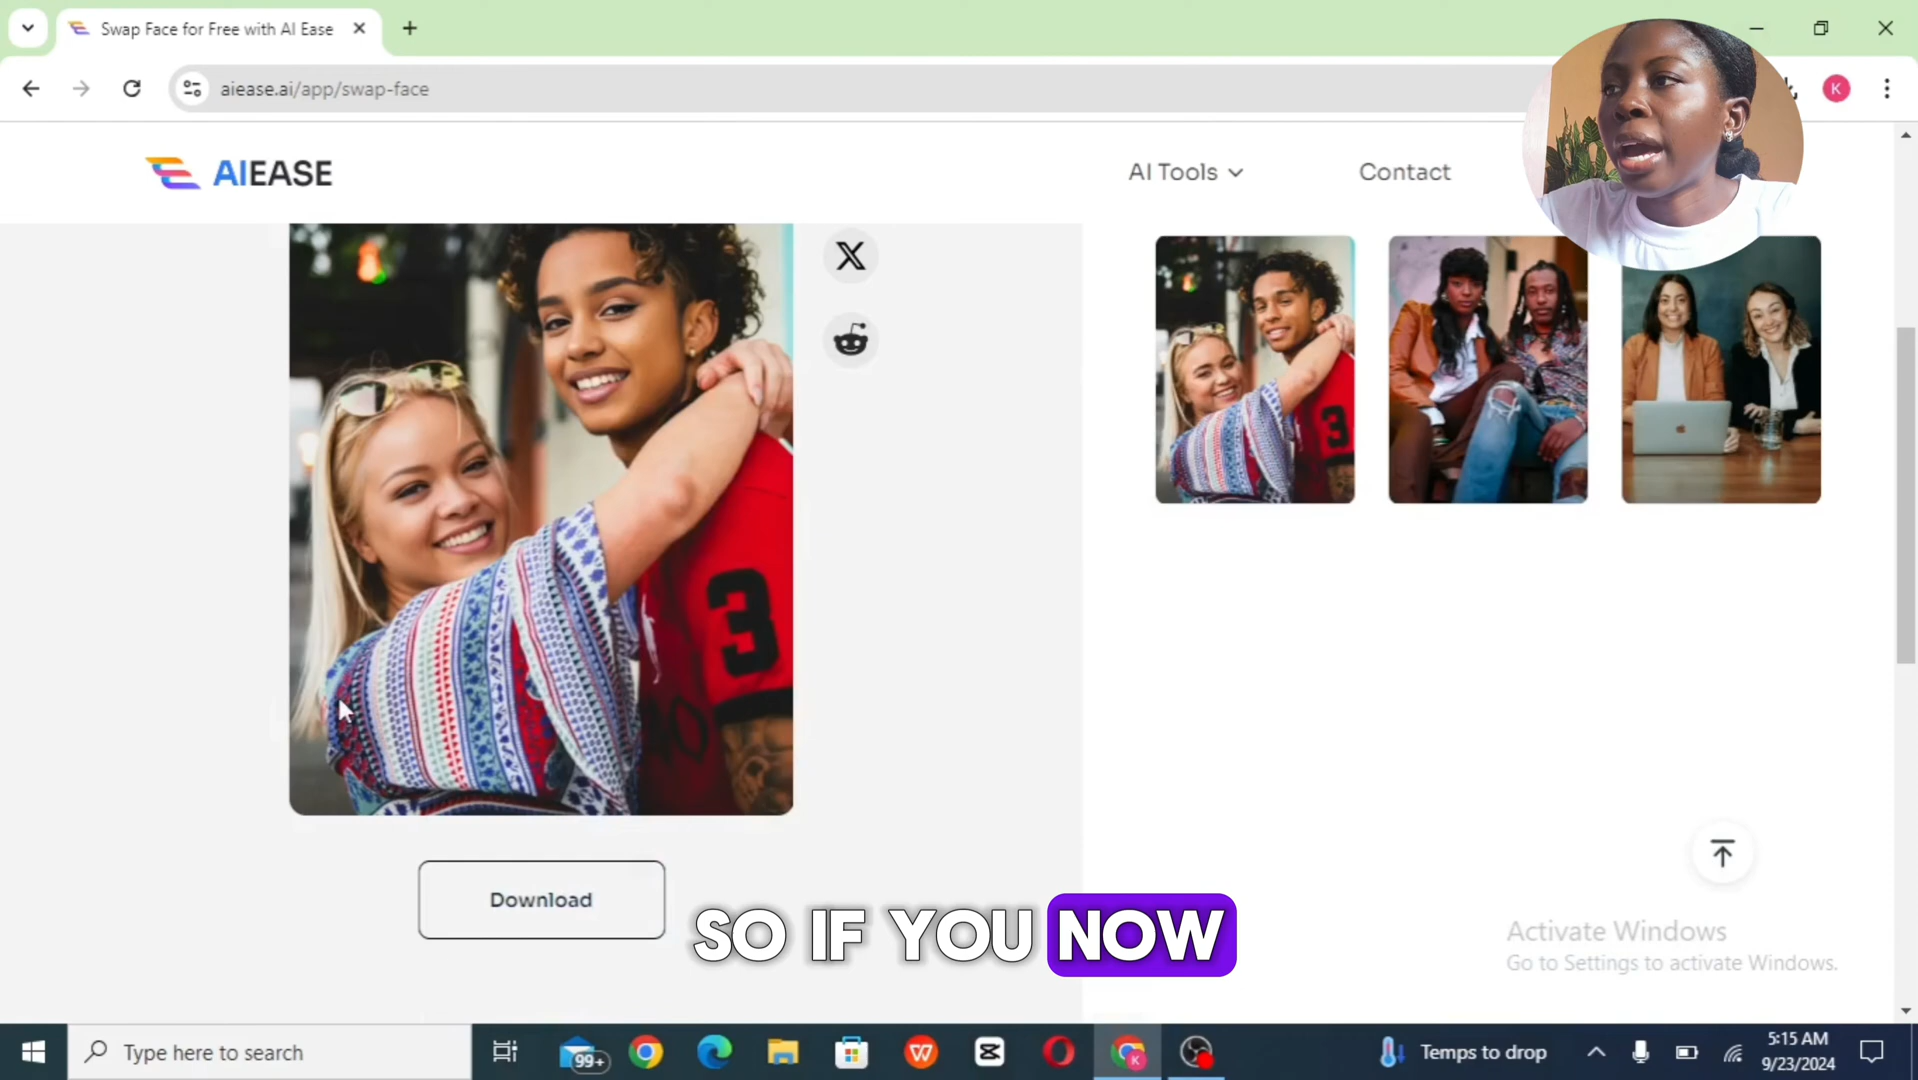 Swap Face for Free with AI Ease
aiease.ai/app/swap-face
K
AIEASE
AI Tools
Contact
X
3
3
Download
SO IF YOU NOW
Activate Windows
Go to Settings to activate Windows.
Type here to search
99+
W
K
Temps to drop
5:15 AM
9/23/2024